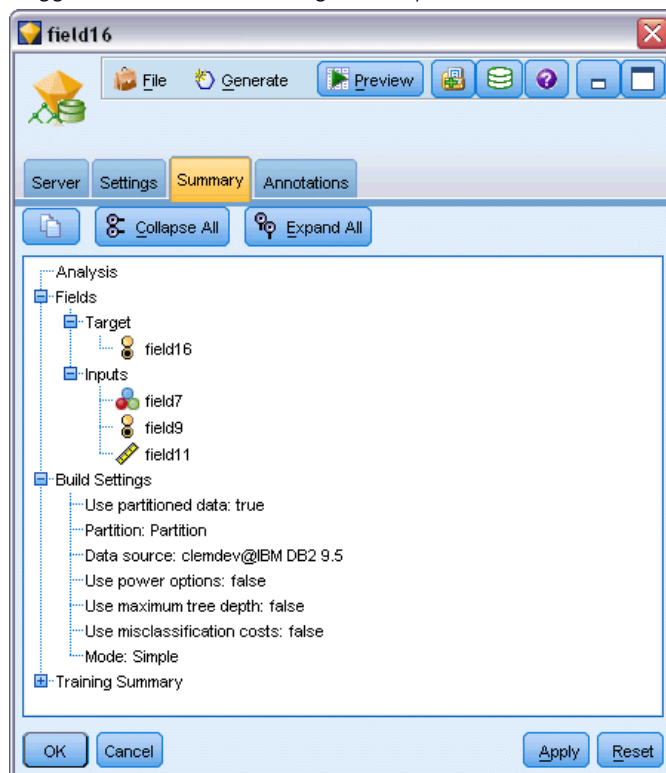 field16
File Generate Preview
Server Settings Summary Annotations
Collapse All Expand All
Analysis
Fields
Target
field16
Inputs
field7
field9
field11
Build Settings
Use partitioned data: true
Partition: Partition
Data source: clemdev@IBM DB2 9.5
Use power options: false
Use maximum tree depth: false
Use misclassification costs: false
Mode: Simple
Training Summary
OK Cancel Apply Reset